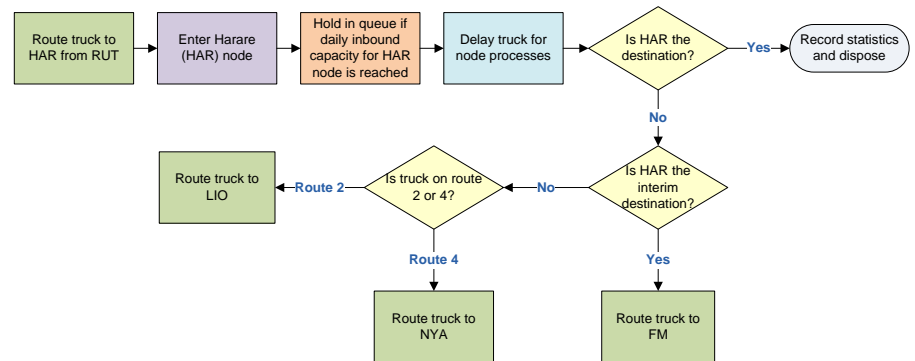 Route truck to
HAR from RUT
Enter Harare
(HAR) node
Hold in queue if
daily inbound
capacity for HAR
node is reached
Delay truck for
node processes
Is HAR the
destination?
Yes
Record statistics
and dispose
No
Is HAR the
interim
destination?
No
Is truck on route
2 or 4?
Route 2
Route truck to
LIO
Route 4
Yes
Route truck to
NYA
Route truck to
FM